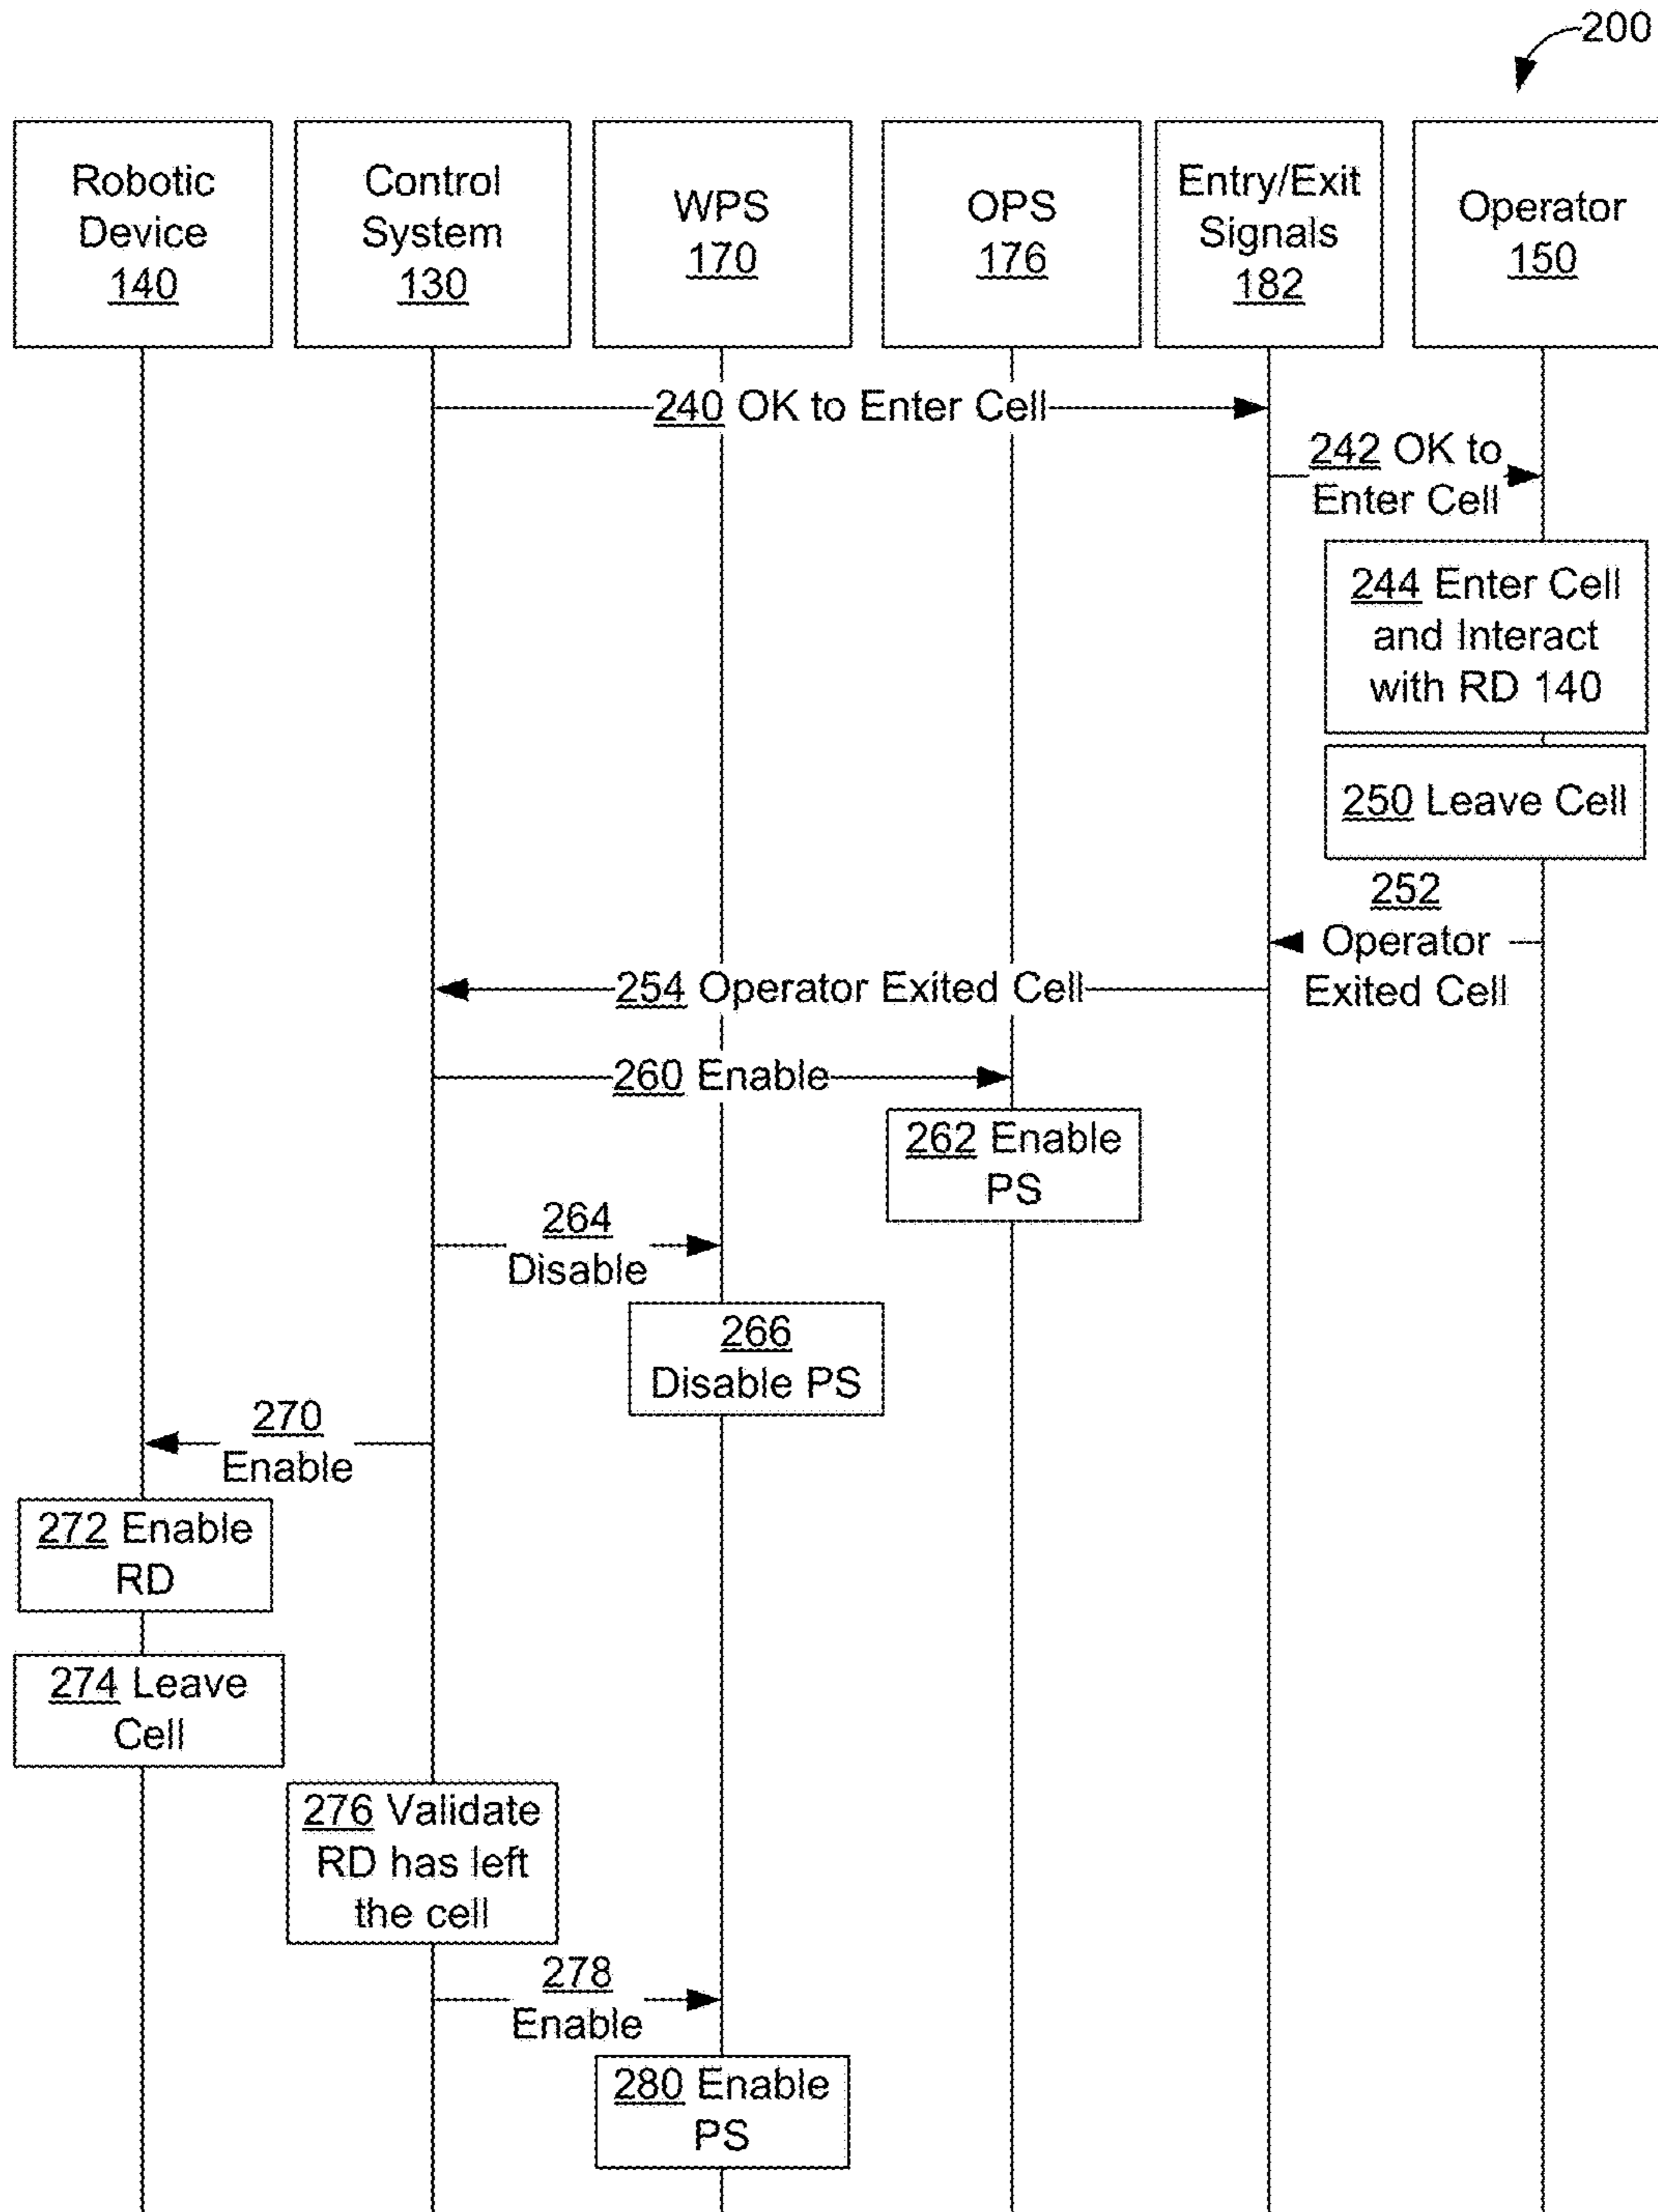 200
Robotic
Device
140
Control
System
130
WPS
170
OPS
176
Entry/Exit
Signals
182
Operator
150
240 OK to Enter Cell
242 OK to
Enter Cell
244 Enter Cell
and Interact
with RD 140
250 Leave Cell
252
Operator
Exited Cell
254 Operator Exited Cell
260 Enable
262 Enable
PS
264
Disable
266
Disable PS
270
Enable
272 Enable
RD
274 Leave
Cell
276 Validate
RD has left
the cell
278
Enable
280 Enable
PS